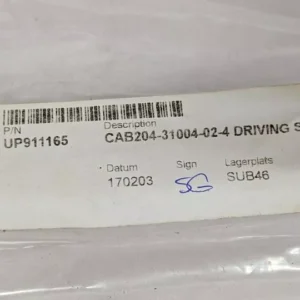 P/N Description
UP911165 CAB204-31004-02-4 DRIVING S
Datum Sign Lagerplats
170203 SG SUB46